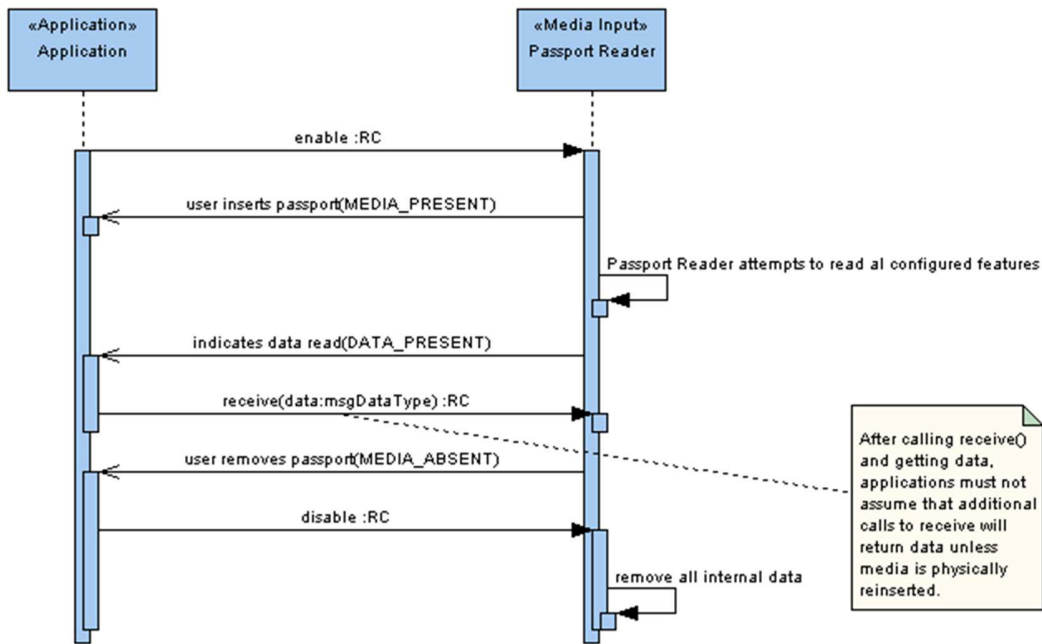 «Application»
Application
«Media Input»
Passport Reader
enable :RC
user inserts passport(MEDIA_PRESENT)
Passport Reader attempts to read al configured features
indicates data read(DATA_PRESENT)
receive(data:msgDataType) :RC
After calling receive()
and getting data,
applications must not
assume that additional
calls to receive will
return data unless
media is physically
reinserted.
user removes passport(MEDIA_ABSENT)
disable :RC
remove all internal data